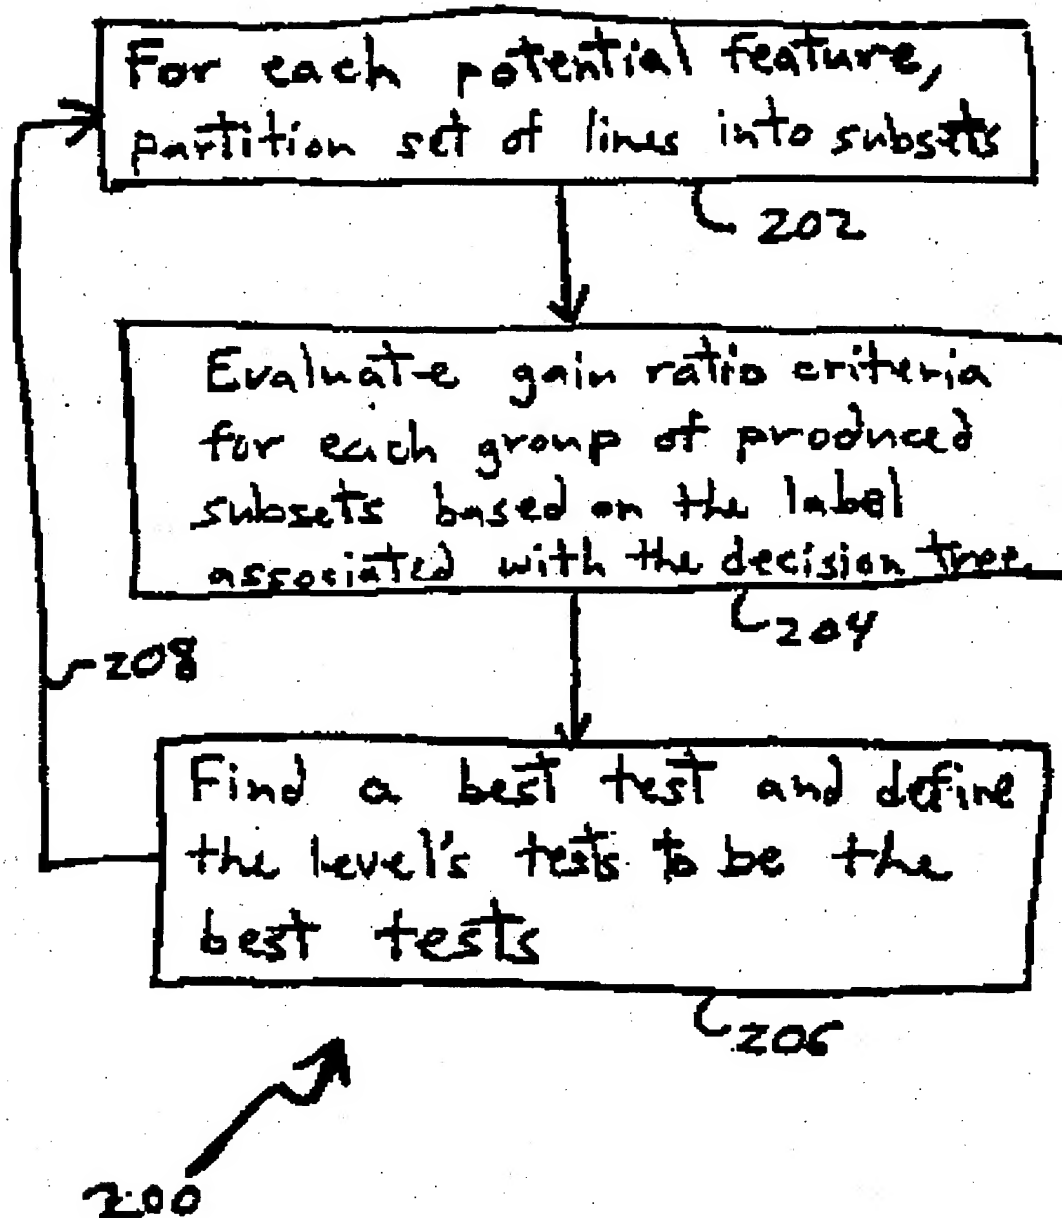 For each potential feature,
partition set of lines into subsets
202
Evaluate gain ratio criteria
for each group of produced
subsets based on the label
associated with the decision tree.
204
208
Find a best test and define
the level's tests to be the
best tests
206
200